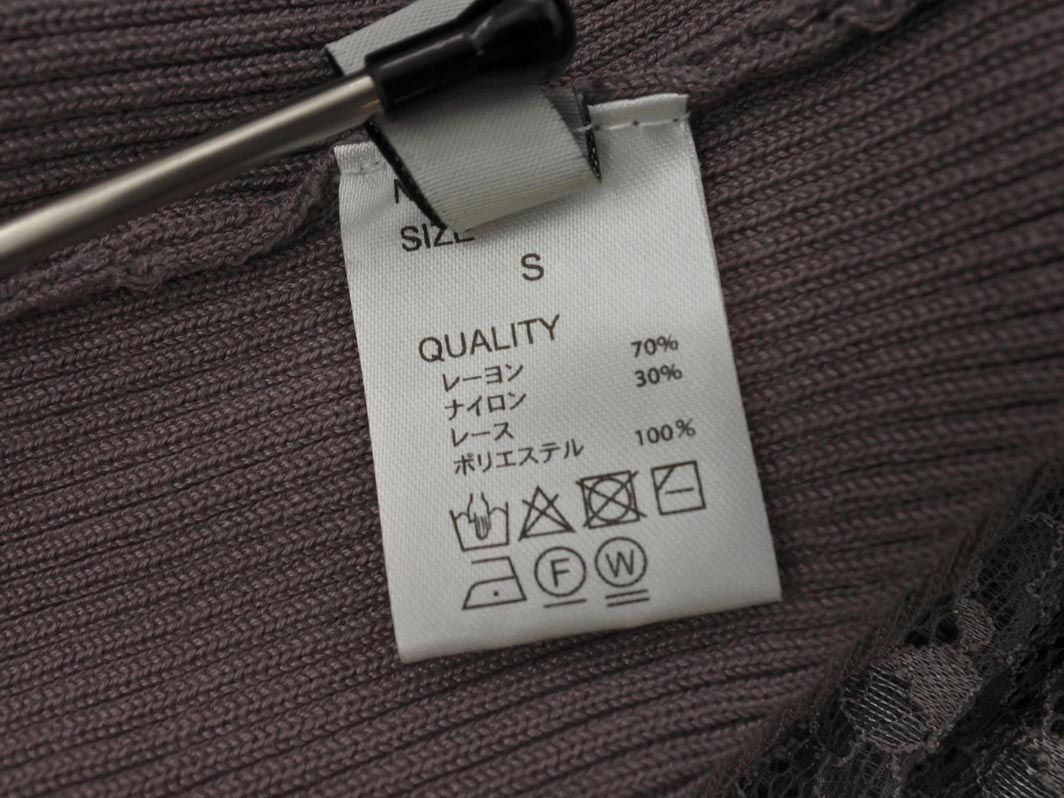 SIZE
S
QUALITY
レーヨン 70%
ナイロン 30%
レース
ポリエステル 100%
F W